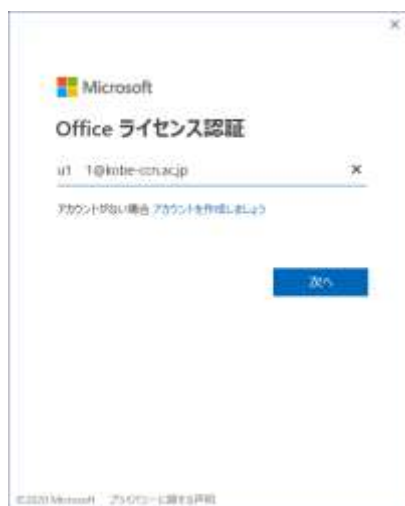 Microsoft
Office ライセンス認証
u1 1@kobe-ccn.ac.jp
アカウントがない場合 アカウントを作成しましょう
次へ
©2020 Microsoft プライバシーに関する声明